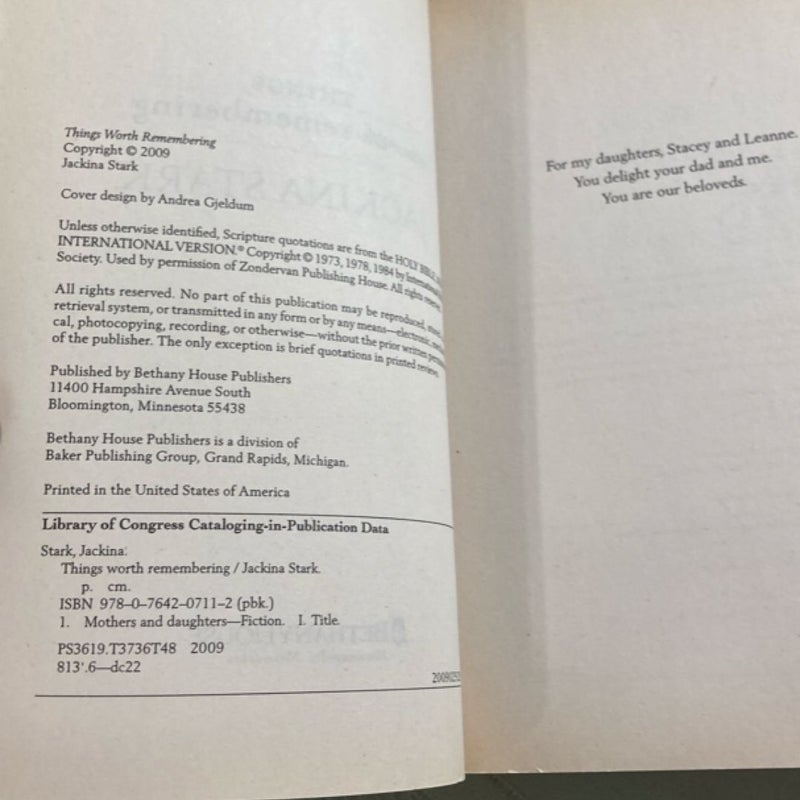 Things Worth Remembering
Copyright © 2009
Jackina Stark
Cover design by Andrea Gjeldum
Unless otherwise identified, Scripture quotations are from the HOLY BIBLE,
INTERNATIONAL VERSION.® Copyright © 1973, 1978, 1984 by International
Society. Used by permission of Zondervan Publishing House. All rights reserved.
All rights reserved. No part of this publication may be reproduced,
retrieval system, or transmitted in any form or by any means—electronic,
cal, photocopying, recording, or otherwise—without the prior written
of the publisher. The only exception is brief quotations in printed reviews.
Published by Bethany House Publishers
11400 Hampshire Avenue South
Bloomington, Minnesota 55438
Bethany House Publishers is a division of
Baker Publishing Group, Grand Rapids, Michigan.
Printed in the United States of America
Library of Congress Cataloging-in-Publication Data
Stark, Jackina.
Things worth remembering / Jackina Stark.
p. cm.
ISBN 978-0-7642-0711-2 (pbk.)
1. Mothers and daughters—Fiction. I. Title.
PS3619.T3736T48 2009
813'.6—dc22
For my daughters, Stacey and Leanne.
You delight your dad and me.
You are our beloveds.